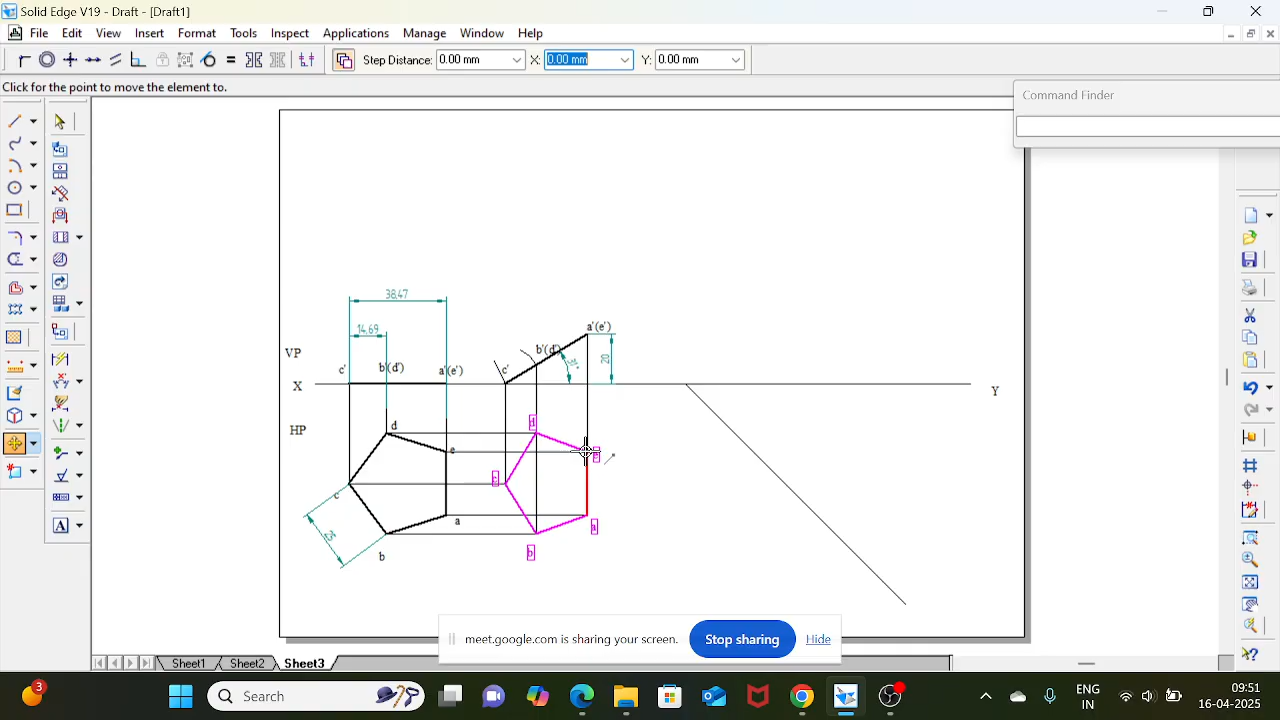 Solid Edge V19 - Draft - [Draft1]
File Edit View Insert Format Tools Inspect Applications Manage Window Help
Step Distance: 0.00 mm X: 0.00 mm Y: 0.00 mm
Click for the point to move the element to.
Command Finder
38,47
14,69
a'(e')
VP
b'(d')
c'
b'(d')
a'(e')
c'
31°
20
X
Y
HP
d
d
e
e
c
c
a
a
25
b
b
meet.google.com is sharing your screen. Stop sharing Hide
Sheet1 Sheet2 Sheet3
3
Search
ENG
IN
09:51
16-04-2025